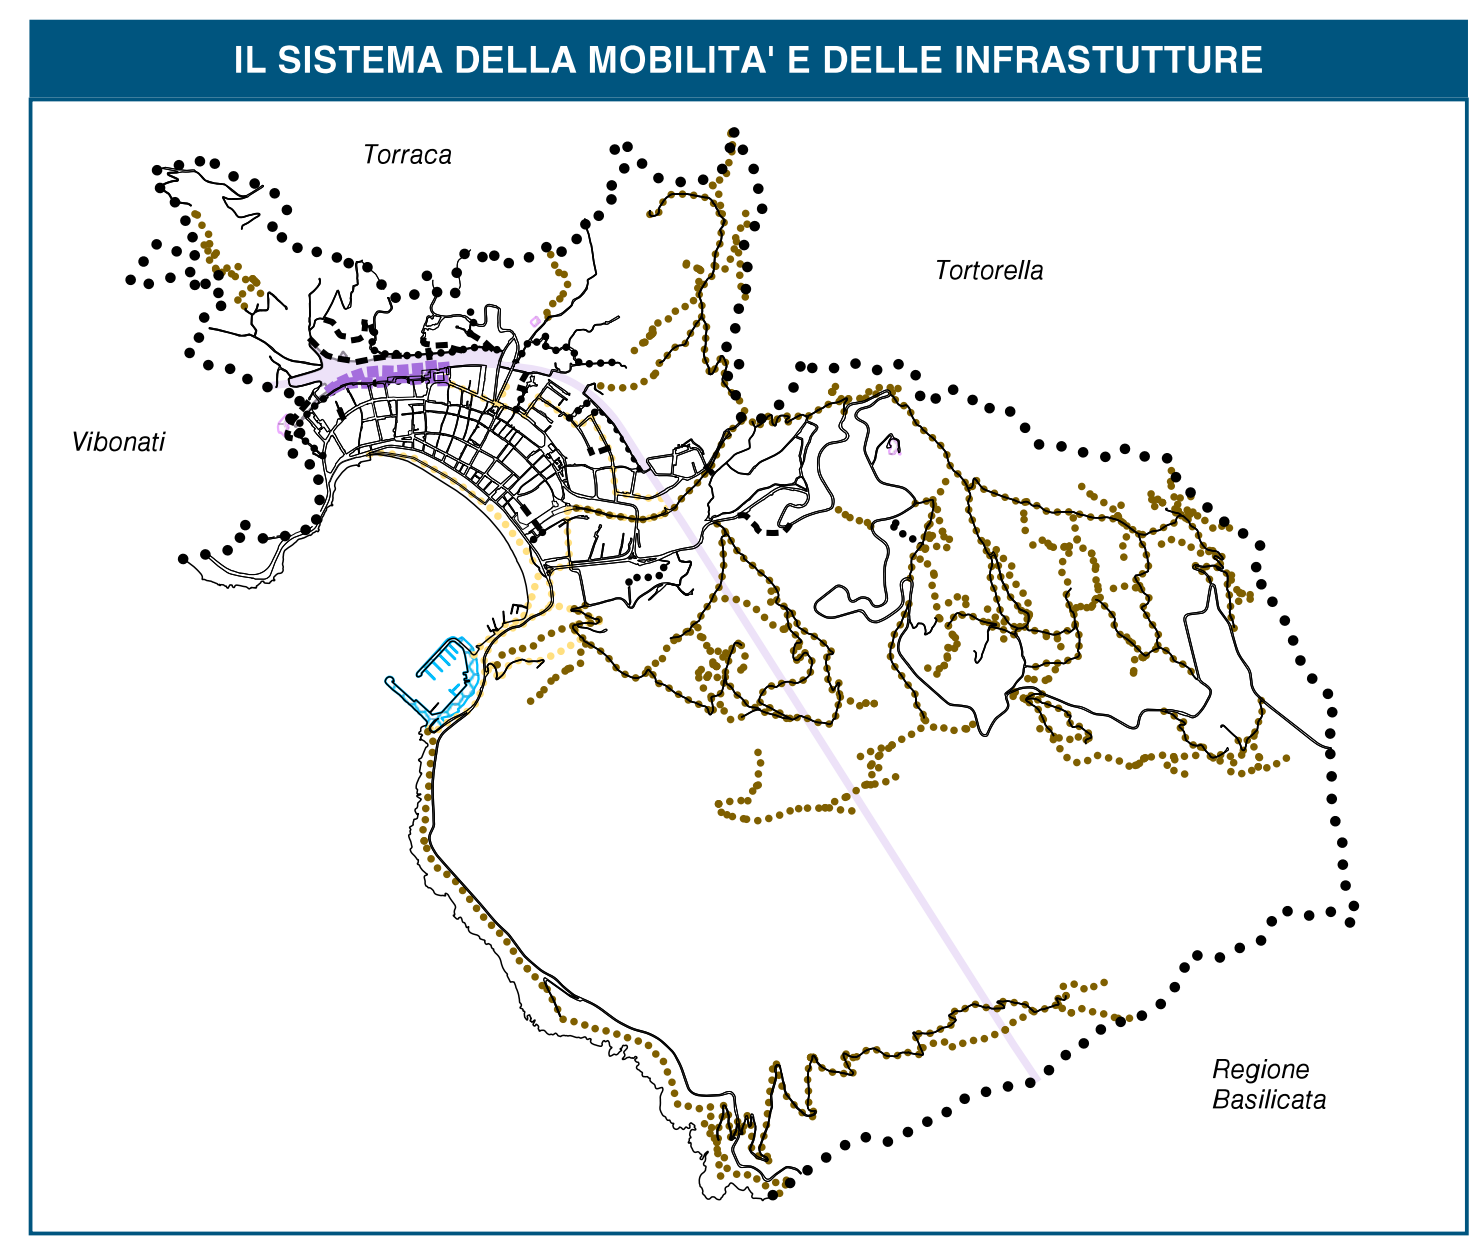 IL SISTEMA DELLA MOBILITA' E DELLE INFRASTUTTURE
Torraca
Tortorella
Vibonati
Regione
Basilicata